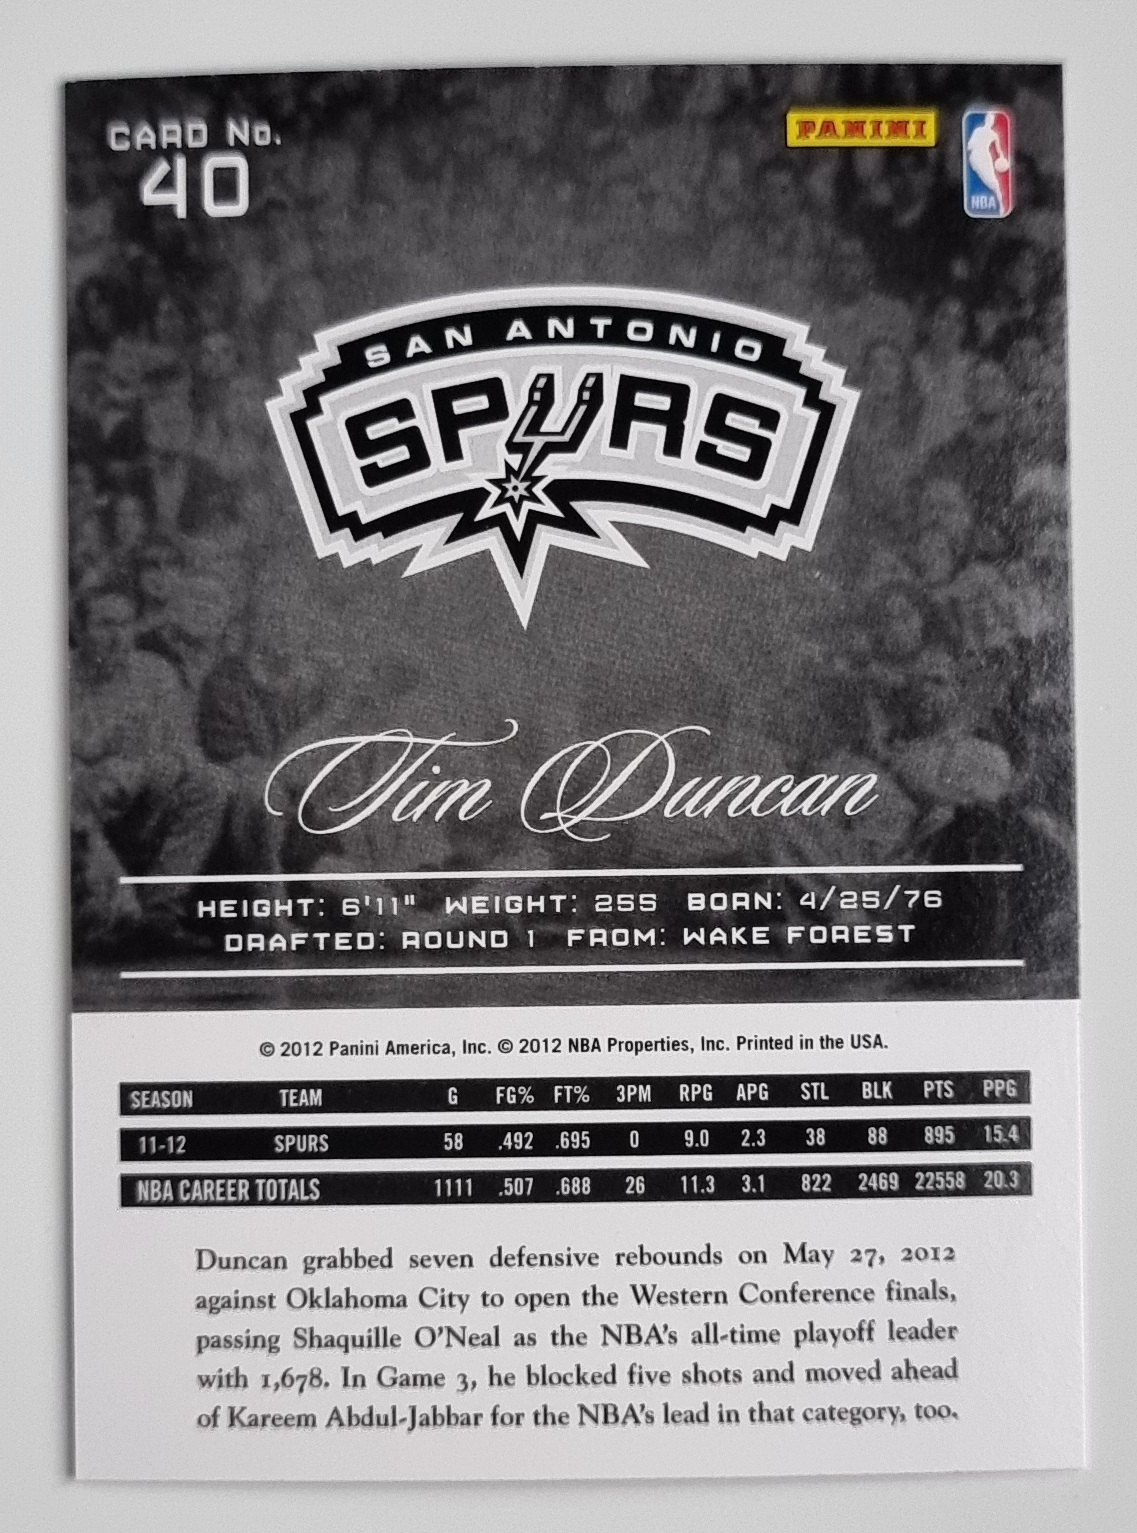 CARD No.
40
PANINI
NBA
SAN ANTONIO
SPURS
Tim Duncan
HEIGHT: 6'11" WEIGHT: 255 BORN: 4/25/76
DRAFTED: ROUND 1 FROM: WAKE FOREST
© 2012 Panini America, Inc. © 2012 NBA Properties, Inc. Printed in the USA.
SEASON TEAM G FG% FT% 3PM RPG APG STL BLK PTS PPG
11-12 SPURS 58 .492 .695 0 9.0 2.3 38 88 895 15.4
NBA CAREER TOTALS 1111 .507 .688 26 11.3 3.1 822 2469 22558 20.3
Duncan grabbed seven defensive rebounds on May 27, 2012
against Oklahoma City to open the Western Conference finals,
passing Shaquille O'Neal as the NBA's all-time playoff leader
with 1,678. In Game 3, he blocked five shots and moved ahead
of Kareem Abdul-Jabbar for the NBA's lead in that category, too.